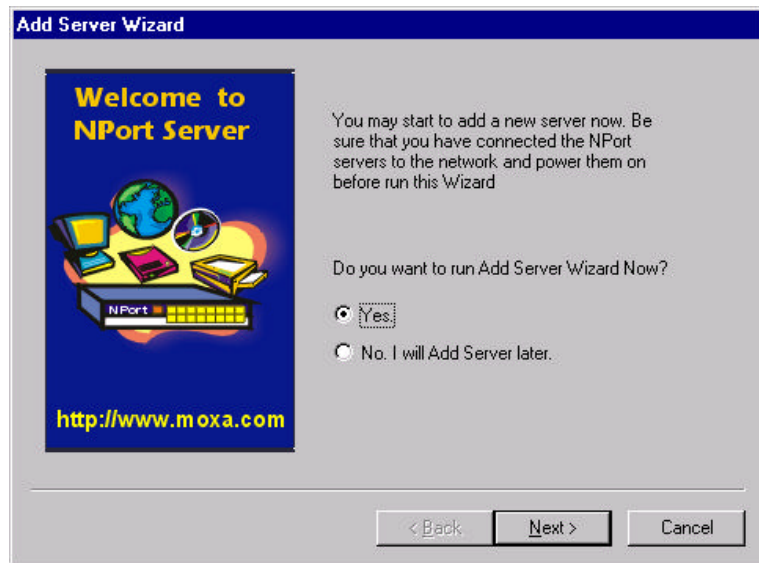 Add Server Wizard
Welcome to
NPort Server
NPort
http://www.moxa.com
You may start to add a new server now. Be
sure that you have connected the NPort
servers to the network and power them on
before run this Wizard
Do you want to run Add Server Wizard Now?
Yes.
No. I will Add Server later.
< Back
Next >
Cancel